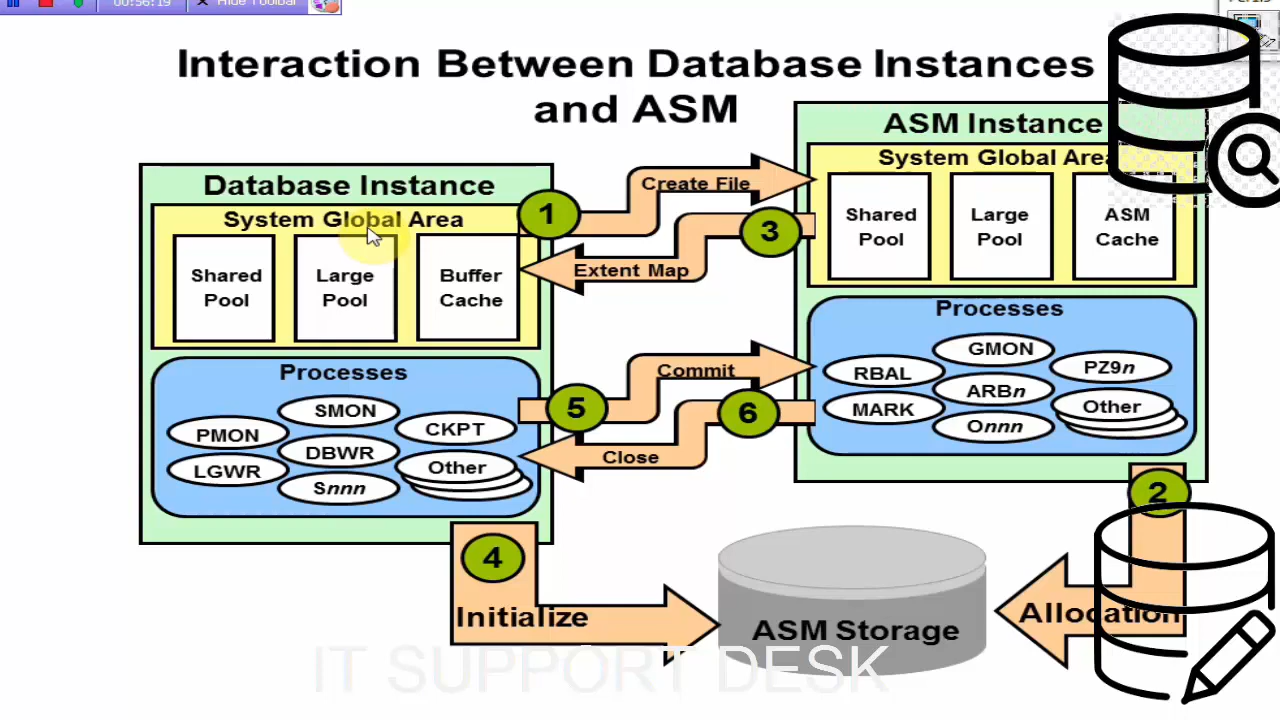 00:56:19
Hide Toolbar
Interaction Between Database Instances
and ASM
Database Instance
System Global Area
Shared
Pool
Large
Pool
Buffer
Cache
Processes
PMON
LGWR
SMON
DBWR
Snnn
CKPT
Other
1
Create File
3
Extent Map
5
Commit
6
Close
ASM Instance
System Global Area
Shared
Pool
Large
Pool
ASM
Cache
Processes
RBAL
MARK
GMON
ARBn
Onnn
PZ9n
Other
2
Allocation
4
Initialize
ASM Storage
IT SUPPORT DESK